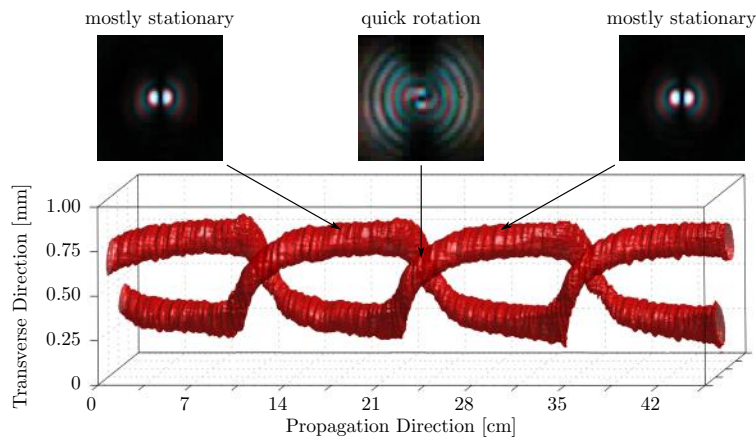 mostly stationary quick rotation mostly stationary
1.00
0.75
0.50
0.25
0
Transverse Direction [mm]
0 7 14 21 28 35 42
Propagation Direction [cm]